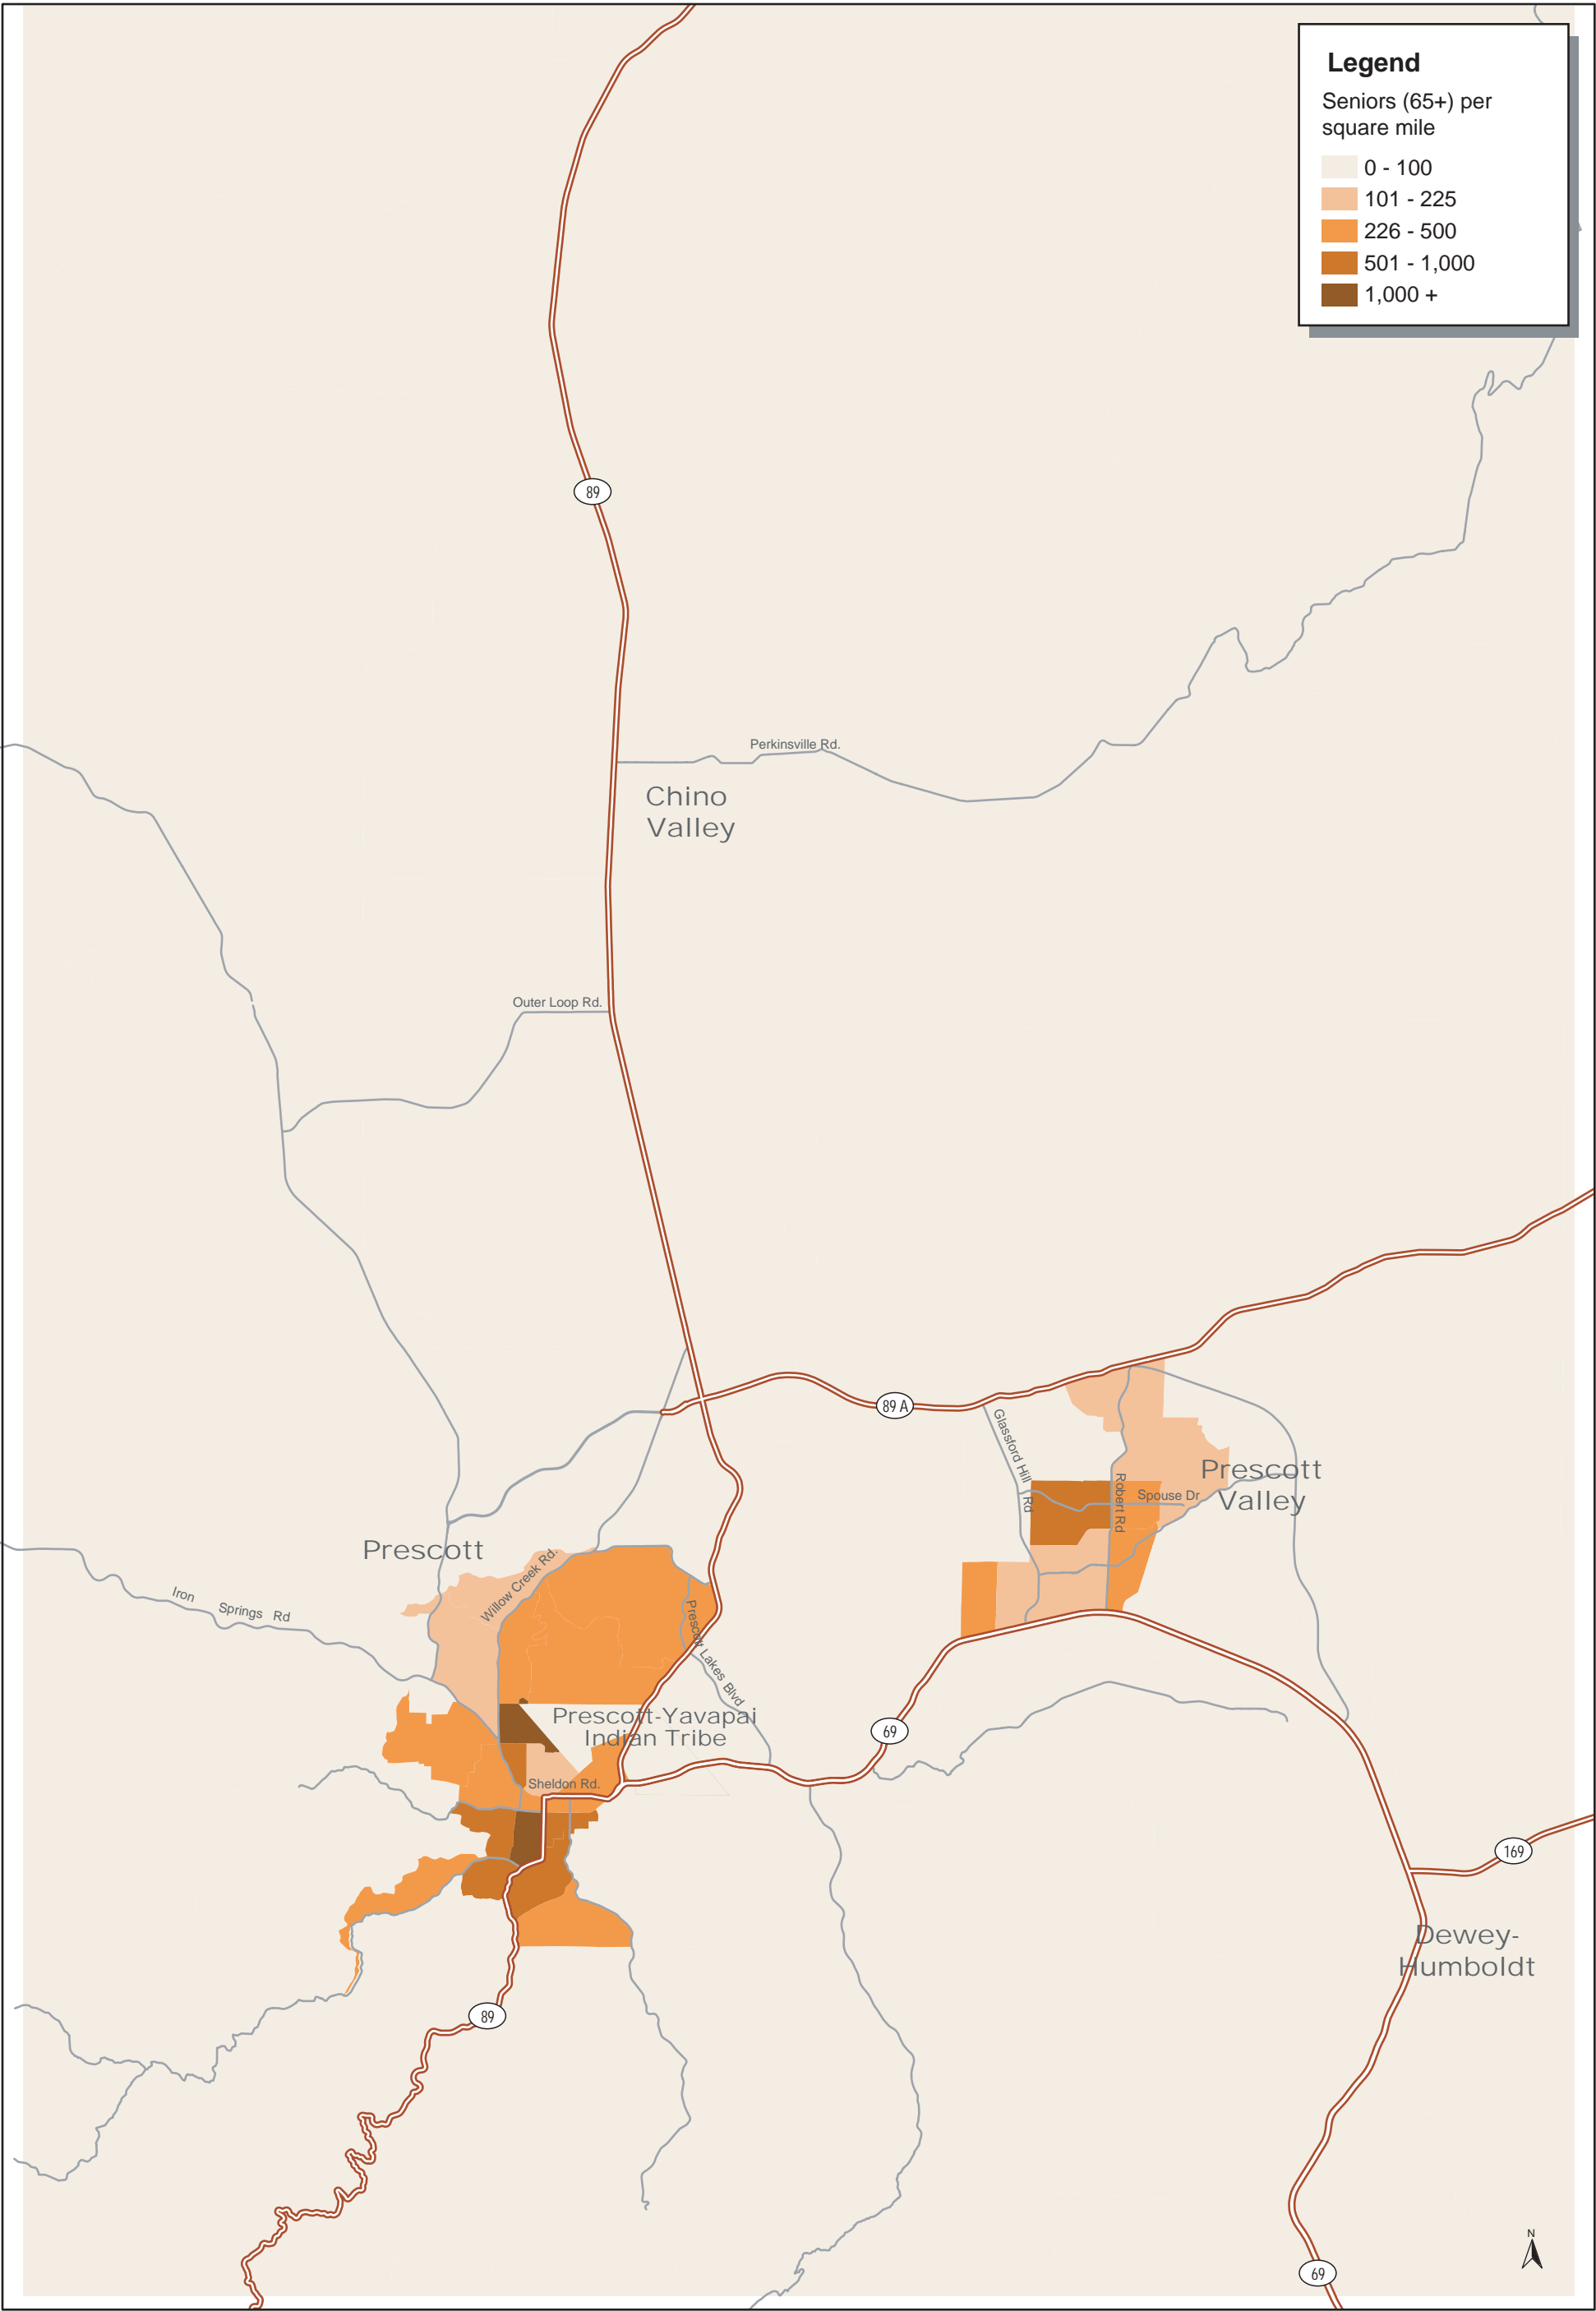 Legend
Seniors (65+) per
square mile
0 - 100
101 - 225
226 - 500
501 - 1,000
1,000 +
89
Perkinsville Rd.
Chino
Valley
Outer Loop Rd.
89 A
Glassford Hill
Rd
Robert Rd
Spouse Dr
Prescott
Valley
Prescott
Willow Creek Rd.
Iron Springs Rd
Prescott Lakes Blvd
Prescott-Yavapai
Indian Tribe
69
Sheldon Rd.
169
Dewey-
Humboldt
89
N
69